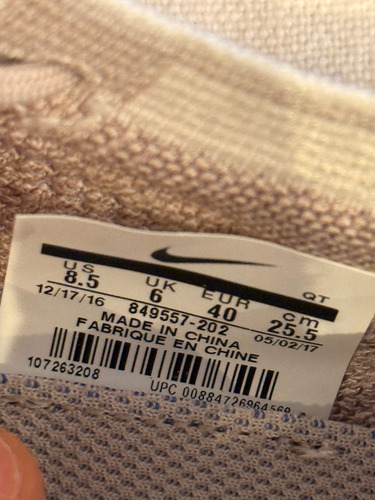 QT
US UK EUR cm
8.5 6 40 25.5
12/17/16 849557-202 05/02/17
MADE IN CHINA
FABRIQUE EN CHINE
107263208
UPC 00884726964569